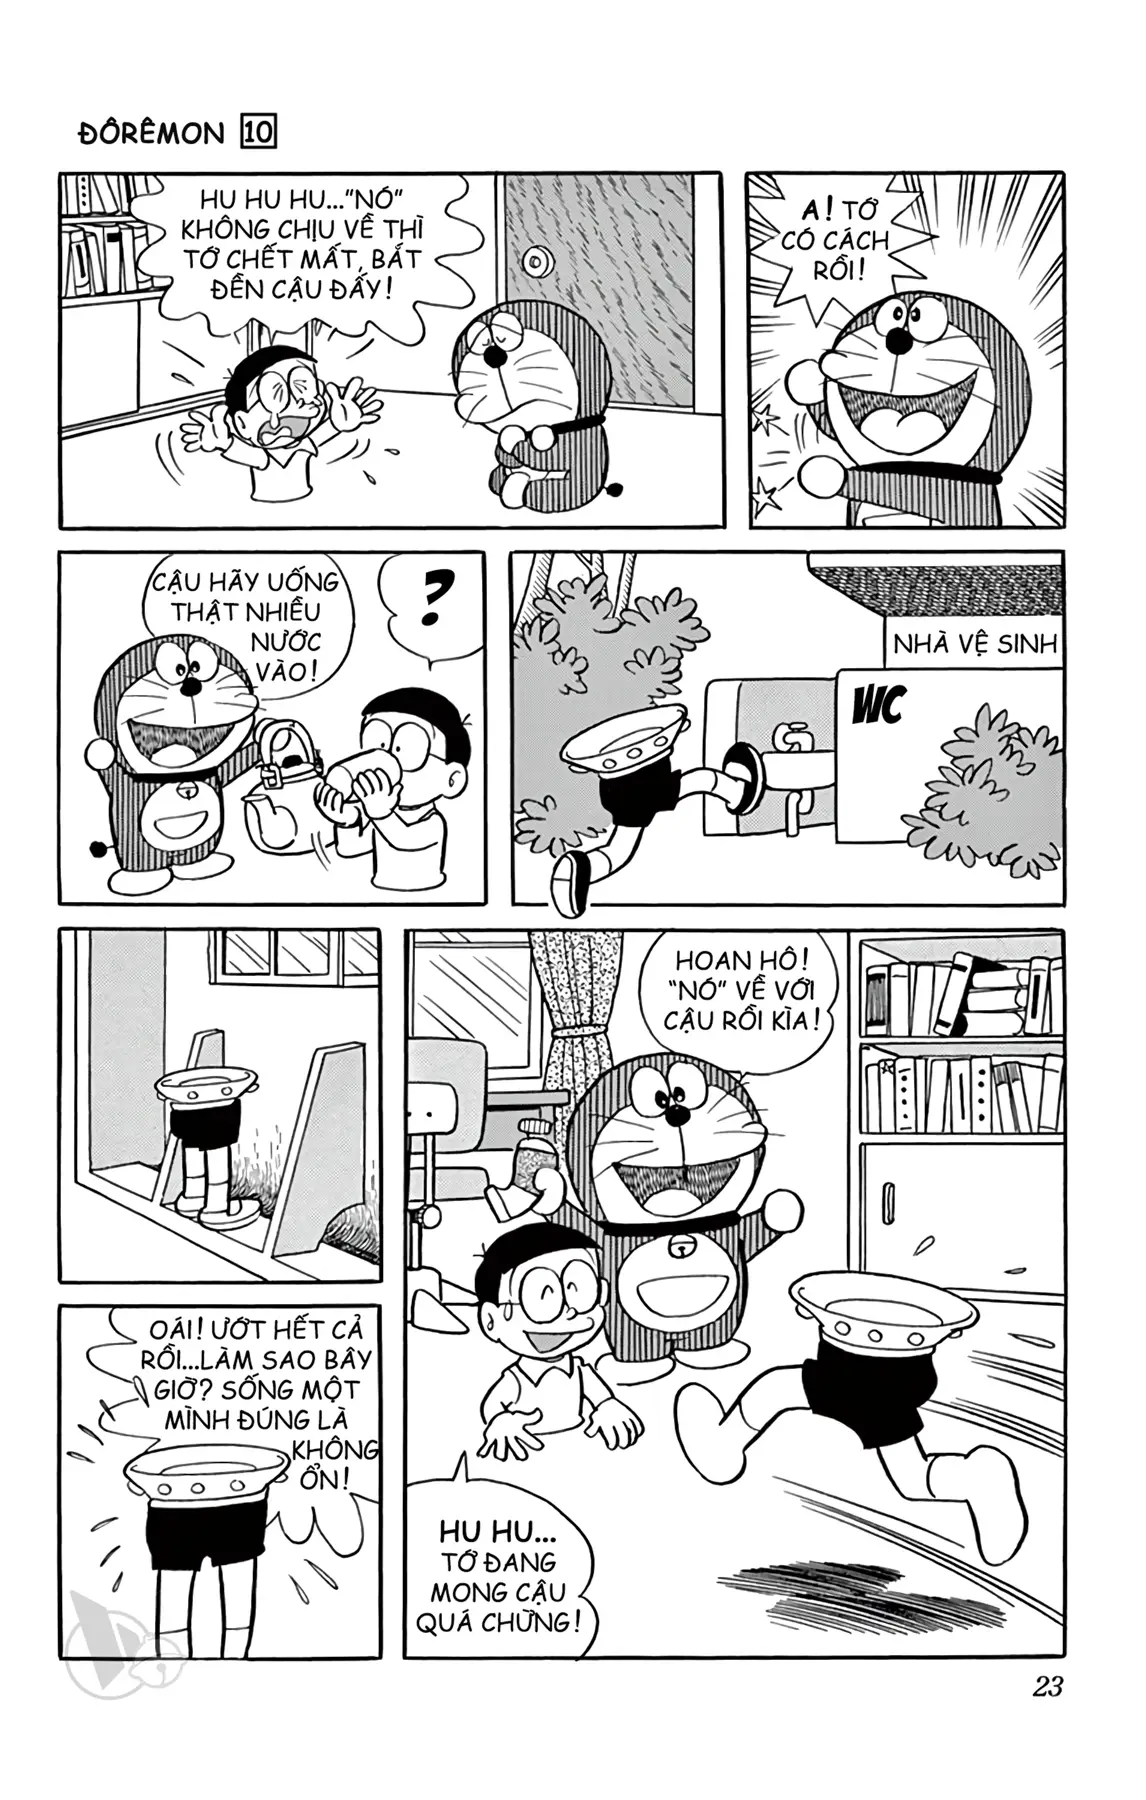 ĐÔRÊMON 10
HU HU HU..."NÓ"
KHÔNG CHỊU VỀ THÌ
TỚ CHẾT MẤT, BẮT
ĐỀN CẬU ĐẤY!
A! TỚ
CÓ CÁCH
RỒI!
CẬU HÃY UỐNG
THẬT NHIỀU
NƯỚC
VÀO!
?
NHÀ VỆ SINH
WC
HOAN HÔ!
"NÓ" VỀ VỚI
CẬU RỒI KÌA!
OÁI! ƯỚT HẾT CẢ
RỒI...LÀM SAO BÂY
GIỜ? SỐNG MỘT
MÌNH ĐÚNG LÀ
KHÔNG
ỔN!
HU HU...
TỚ ĐANG
MONG CẬU
QUÁ CHỪNG!
23